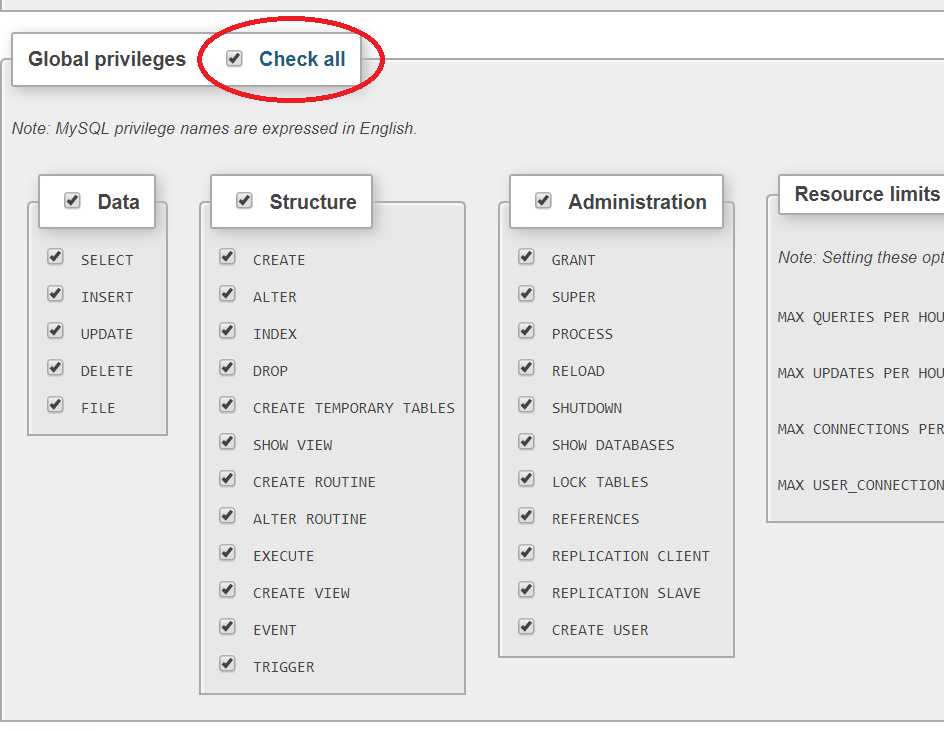 Global privileges Check all
Note: MySQL privilege names are expressed in English.
Data
SELECT
INSERT
UPDATE
DELETE
FILE
Structure
CREATE
ALTER
INDEX
DROP
CREATE TEMPORARY TABLES
SHOW VIEW
CREATE ROUTINE
ALTER ROUTINE
EXECUTE
CREATE VIEW
EVENT
TRIGGER
Administration
GRANT
SUPER
PROCESS
RELOAD
SHUTDOWN
SHOW DATABASES
LOCK TABLES
REFERENCES
REPLICATION CLIENT
REPLICATION SLAVE
CREATE USER
Resource limits
Note: Setting these opt
MAX QUERIES PER HOU
MAX UPDATES PER HOU
MAX CONNECTIONS PER
MAX USER_CONNECTION